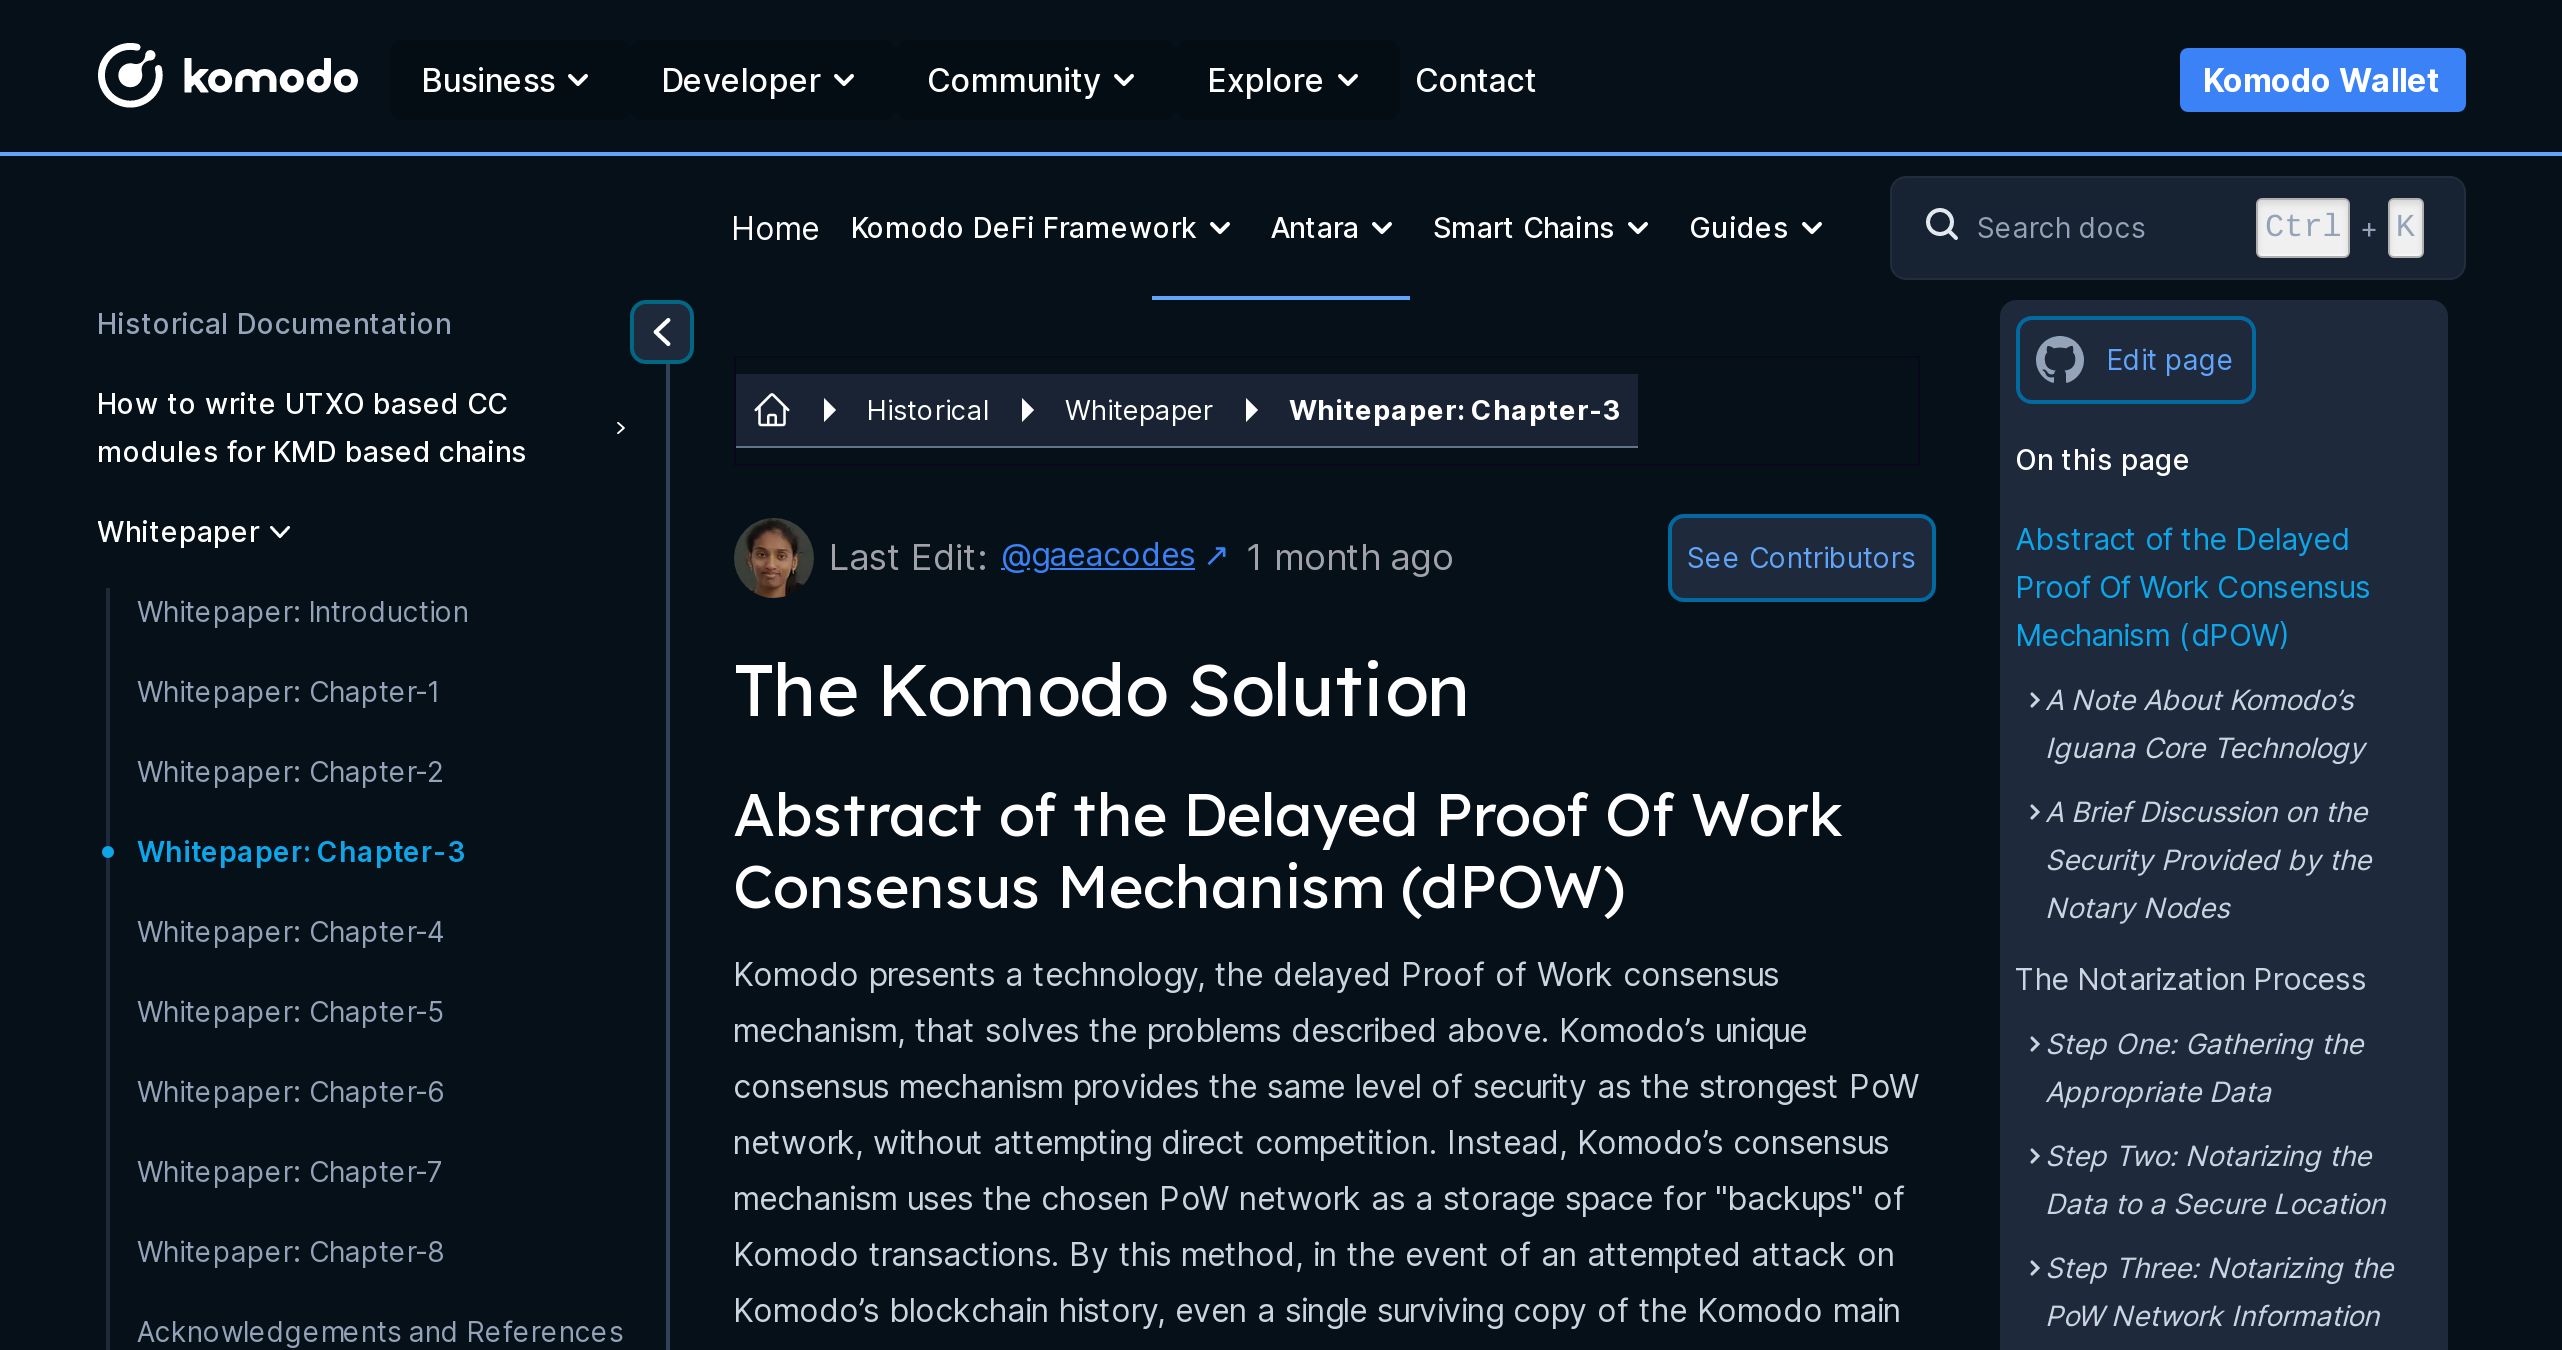 komodo
Business
Developer
Community
Explore
Contact
Komodo Wallet
Home
Komodo DeFi Framework
Antara
Smart Chains
Guides
Search docs
Ctrl + K
Historical Documentation
How to write UTXO based CC
modules for KMD based chains
Whitepaper
Whitepaper: Introduction
Whitepaper: Chapter-1
Whitepaper: Chapter-2
Whitepaper: Chapter-3
Whitepaper: Chapter-4
Whitepaper: Chapter-5
Whitepaper: Chapter-6
Whitepaper: Chapter-7
Whitepaper: Chapter-8
Acknowledgements and References
Historical
Whitepaper
Whitepaper: Chapter-3
Last Edit: @gaeacodes ↗ 1 month ago
See Contributors
The Komodo Solution
Abstract of the Delayed Proof Of Work
Consensus Mechanism (dPOW)
Komodo presents a technology, the delayed Proof of Work consensus
mechanism, that solves the problems described above. Komodo’s unique
consensus mechanism provides the same level of security as the strongest PoW
network, without attempting direct competition. Instead, Komodo’s consensus
mechanism uses the chosen PoW network as a storage space for "backups" of
Komodo transactions. By this method, in the event of an attempted attack on
Komodo’s blockchain history, even a single surviving copy of the Komodo main
Edit page
On this page
Abstract of the Delayed
Proof Of Work Consensus
Mechanism (dPOW)
A Note About Komodo’s
Iguana Core Technology
A Brief Discussion on the
Security Provided by the
Notary Nodes
The Notarization Process
Step One: Gathering the
Appropriate Data
Step Two: Notarizing the
Data to a Secure Location
Step Three: Notarizing the
PoW Network Information